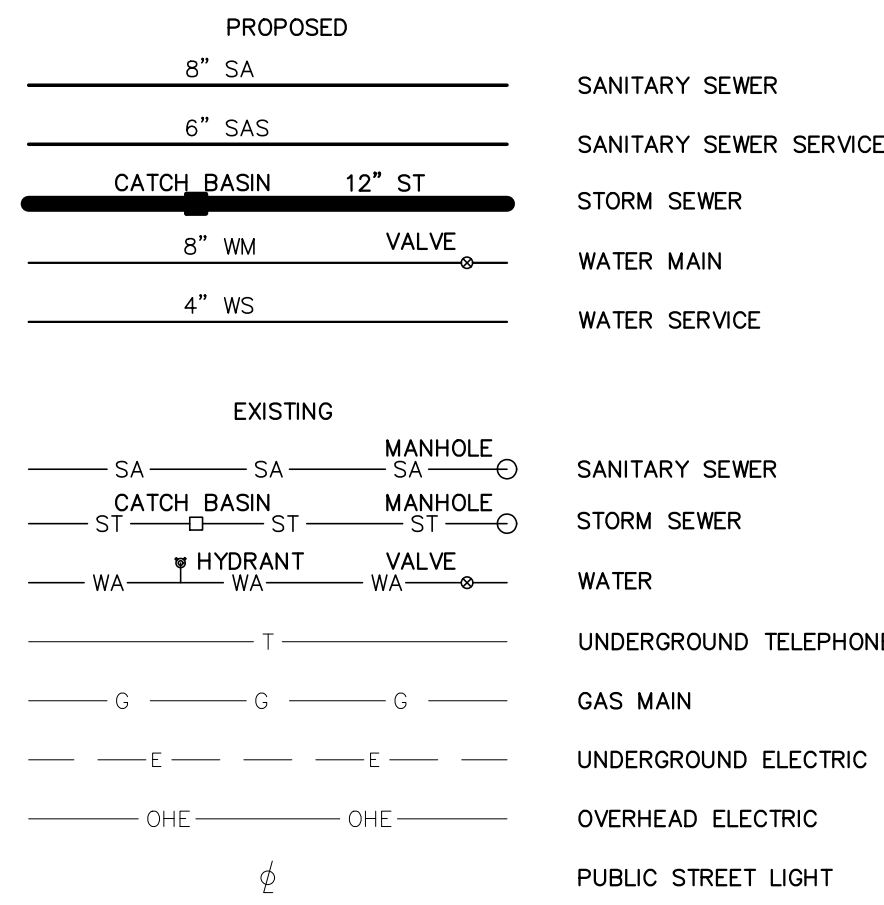 PROPOSED
8” SA
SANITARY SEWER
6” SAS
SANITARY SEWER SERVICE
CATCH BASIN 12” ST
STORM SEWER
8” WM VALVE
WATER MAIN
4” WS
WATER SERVICE
EXISTING
MANHOLE
SA SA SA SANITARY SEWER
CATCH BASIN MANHOLE
ST ST ST STORM SEWER
HYDRANT VALVE
WA WA WA WATER
T UNDERGROUND TELEPHONE
G G G GAS MAIN
E E UNDERGROUND ELECTRIC
OHE OHE OVERHEAD ELECTRIC
PUBLIC STREET LIGHT